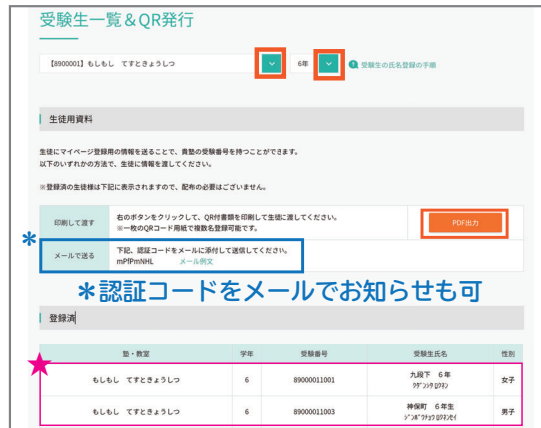 受験生一覧＆QR発行
【8900001】もしもし　てすときょうしつ
6年
受験生の氏名登録の手順
生徒用資料
生徒にマイページ登録用の情報を送ることで、貴塾の受験番号を持つことができます。
以下のいずれかの方法で、生徒に情報を渡してください。
※登録済の生徒様は下記に表示されますので、配布の必要はございません。
印刷して渡す
右のボタンをクリックして、QR付書類を印刷して生徒に渡してください。
※一枚のQRコード用紙で複数名登録可能です。
PDF出力
＊
メールで送る
下記、認証コードをメールに添付して送信してください。
mPfPmNHL　メール例文
＊認証コードをメールでお知らせも可
登録済
塾・教室　学年　受験番号　受験生氏名　性別
★
もしもし　てすときょうしつ　6　89000011001　九段下　6年　女子
もしもし　てすときょうしつ　6　89000011003　神保町　6年生　男子